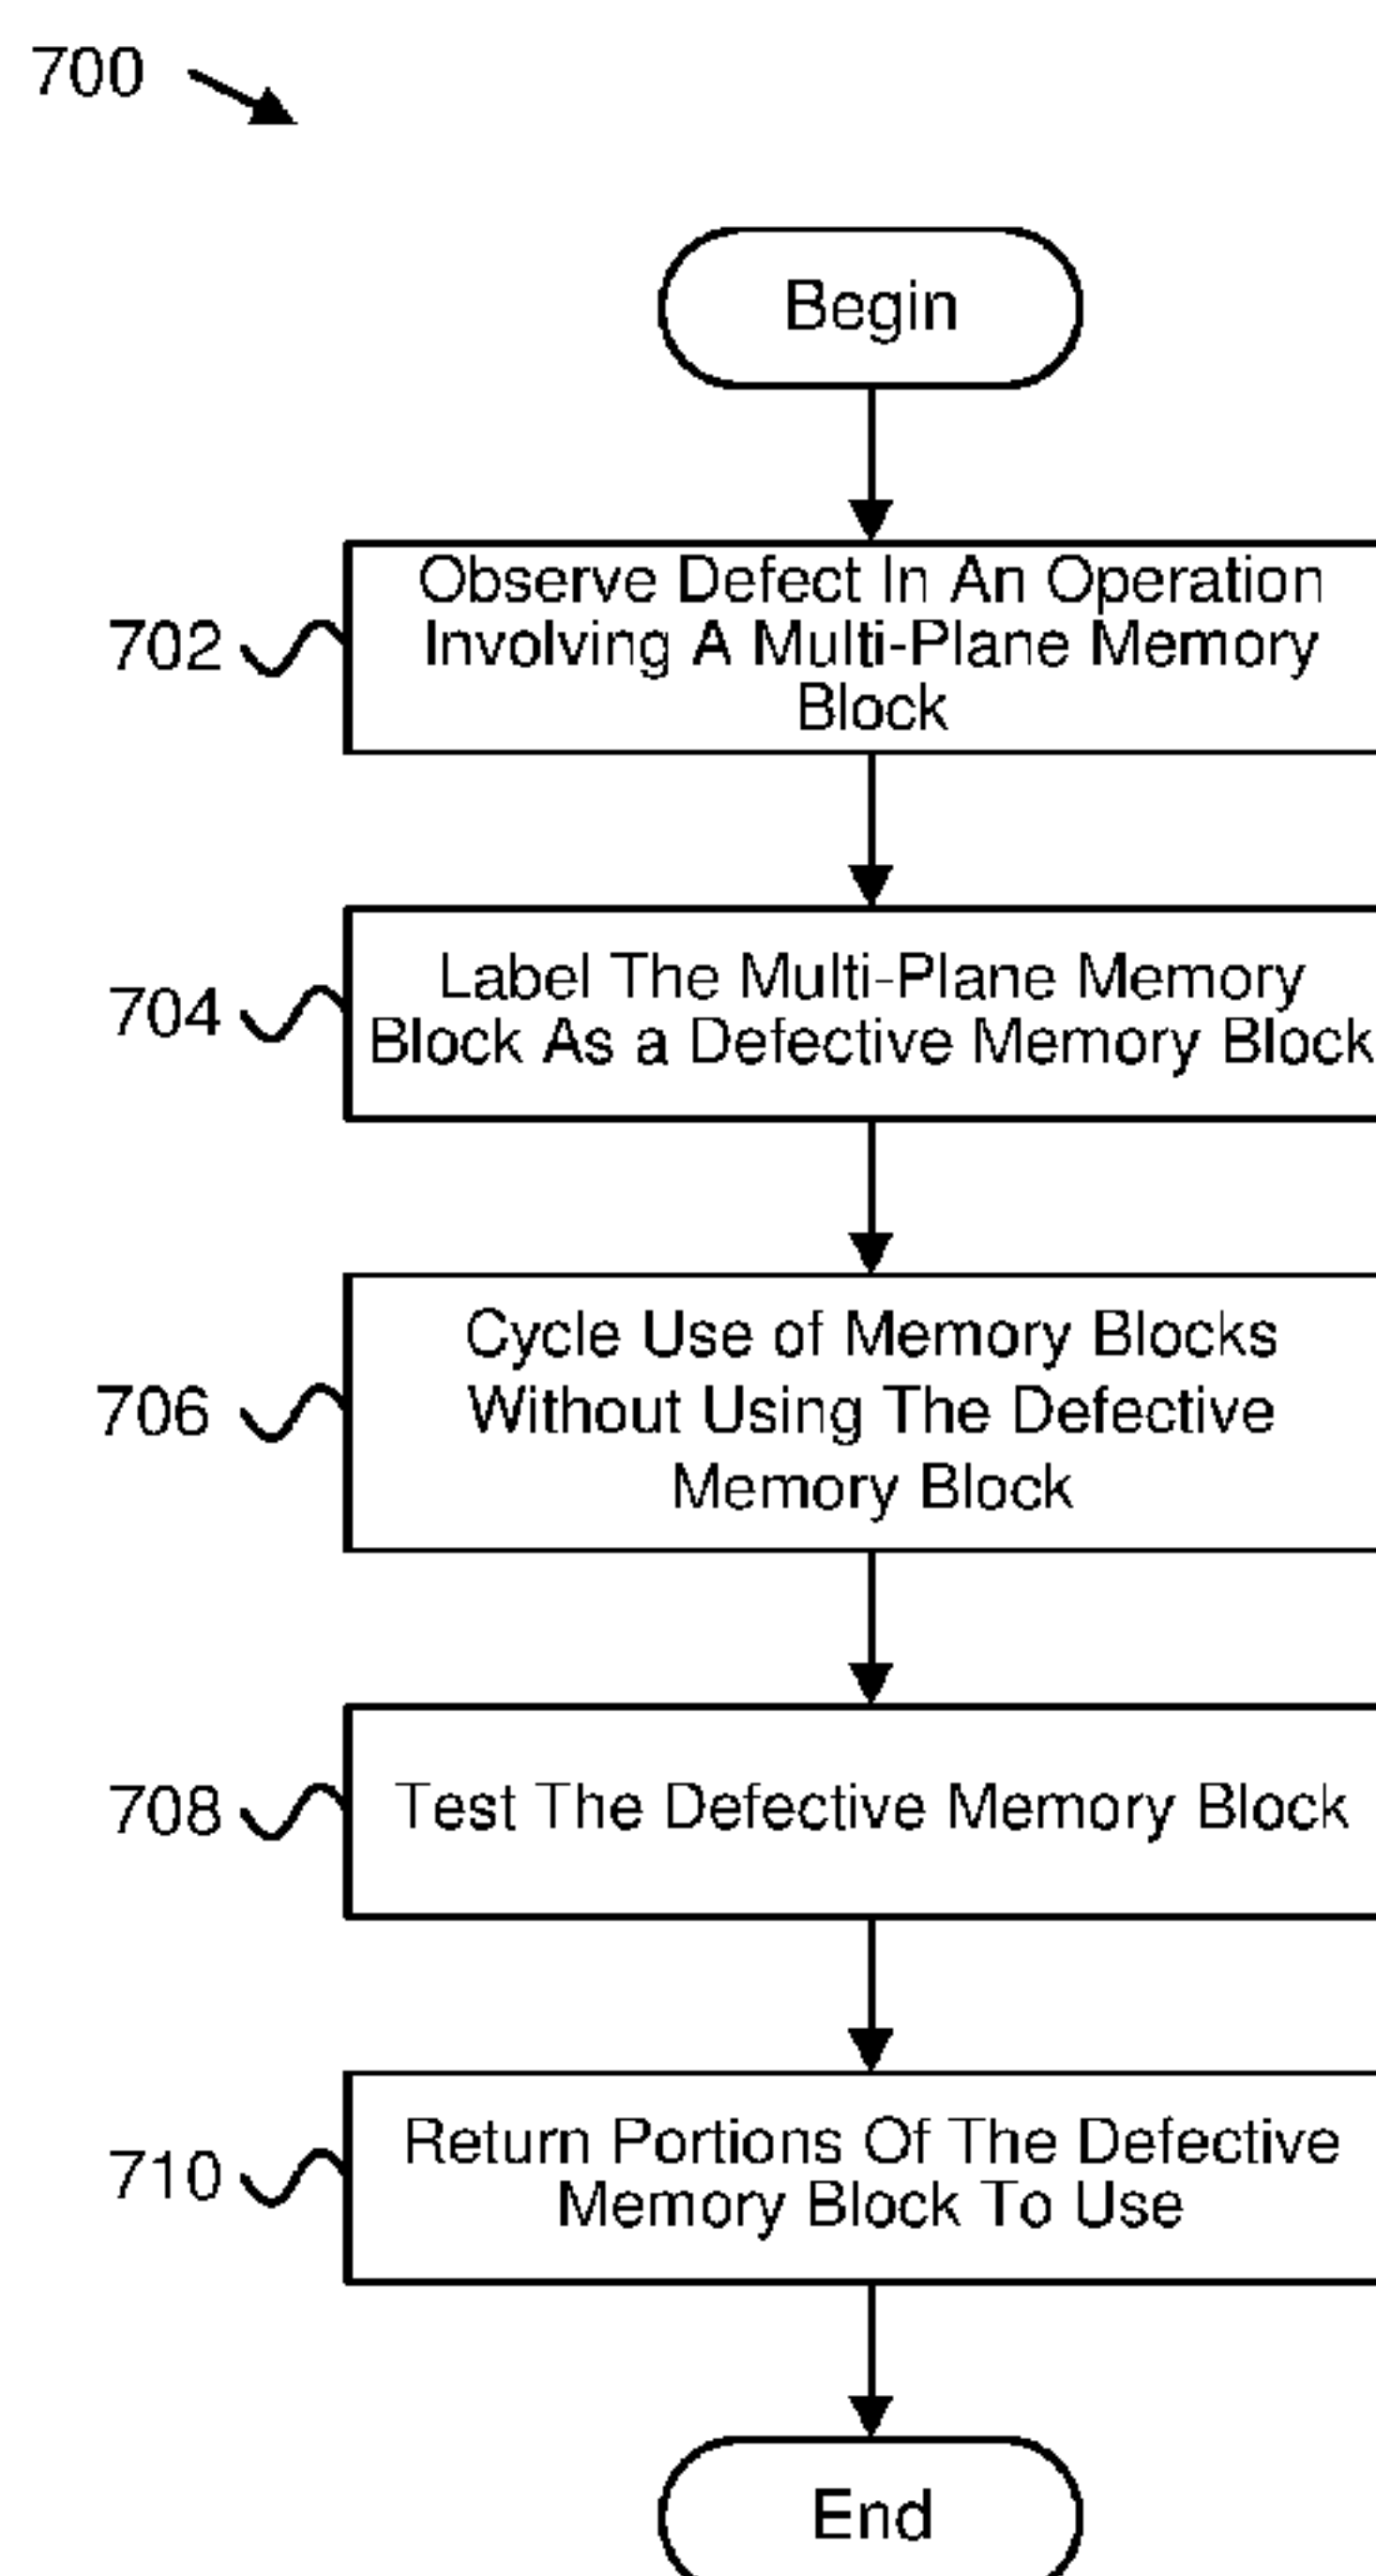 700
Begin
702
Observe Defect In An Operation
Involving A Multi-Plane Memory
Block
704
Label The Multi-Plane Memory
Block As a Defective Memory Block
706
Cycle Use of Memory Blocks
Without Using The Defective
Memory Block
708
Test The Defective Memory Block
710
Return Portions Of The Defective
Memory Block To Use
End